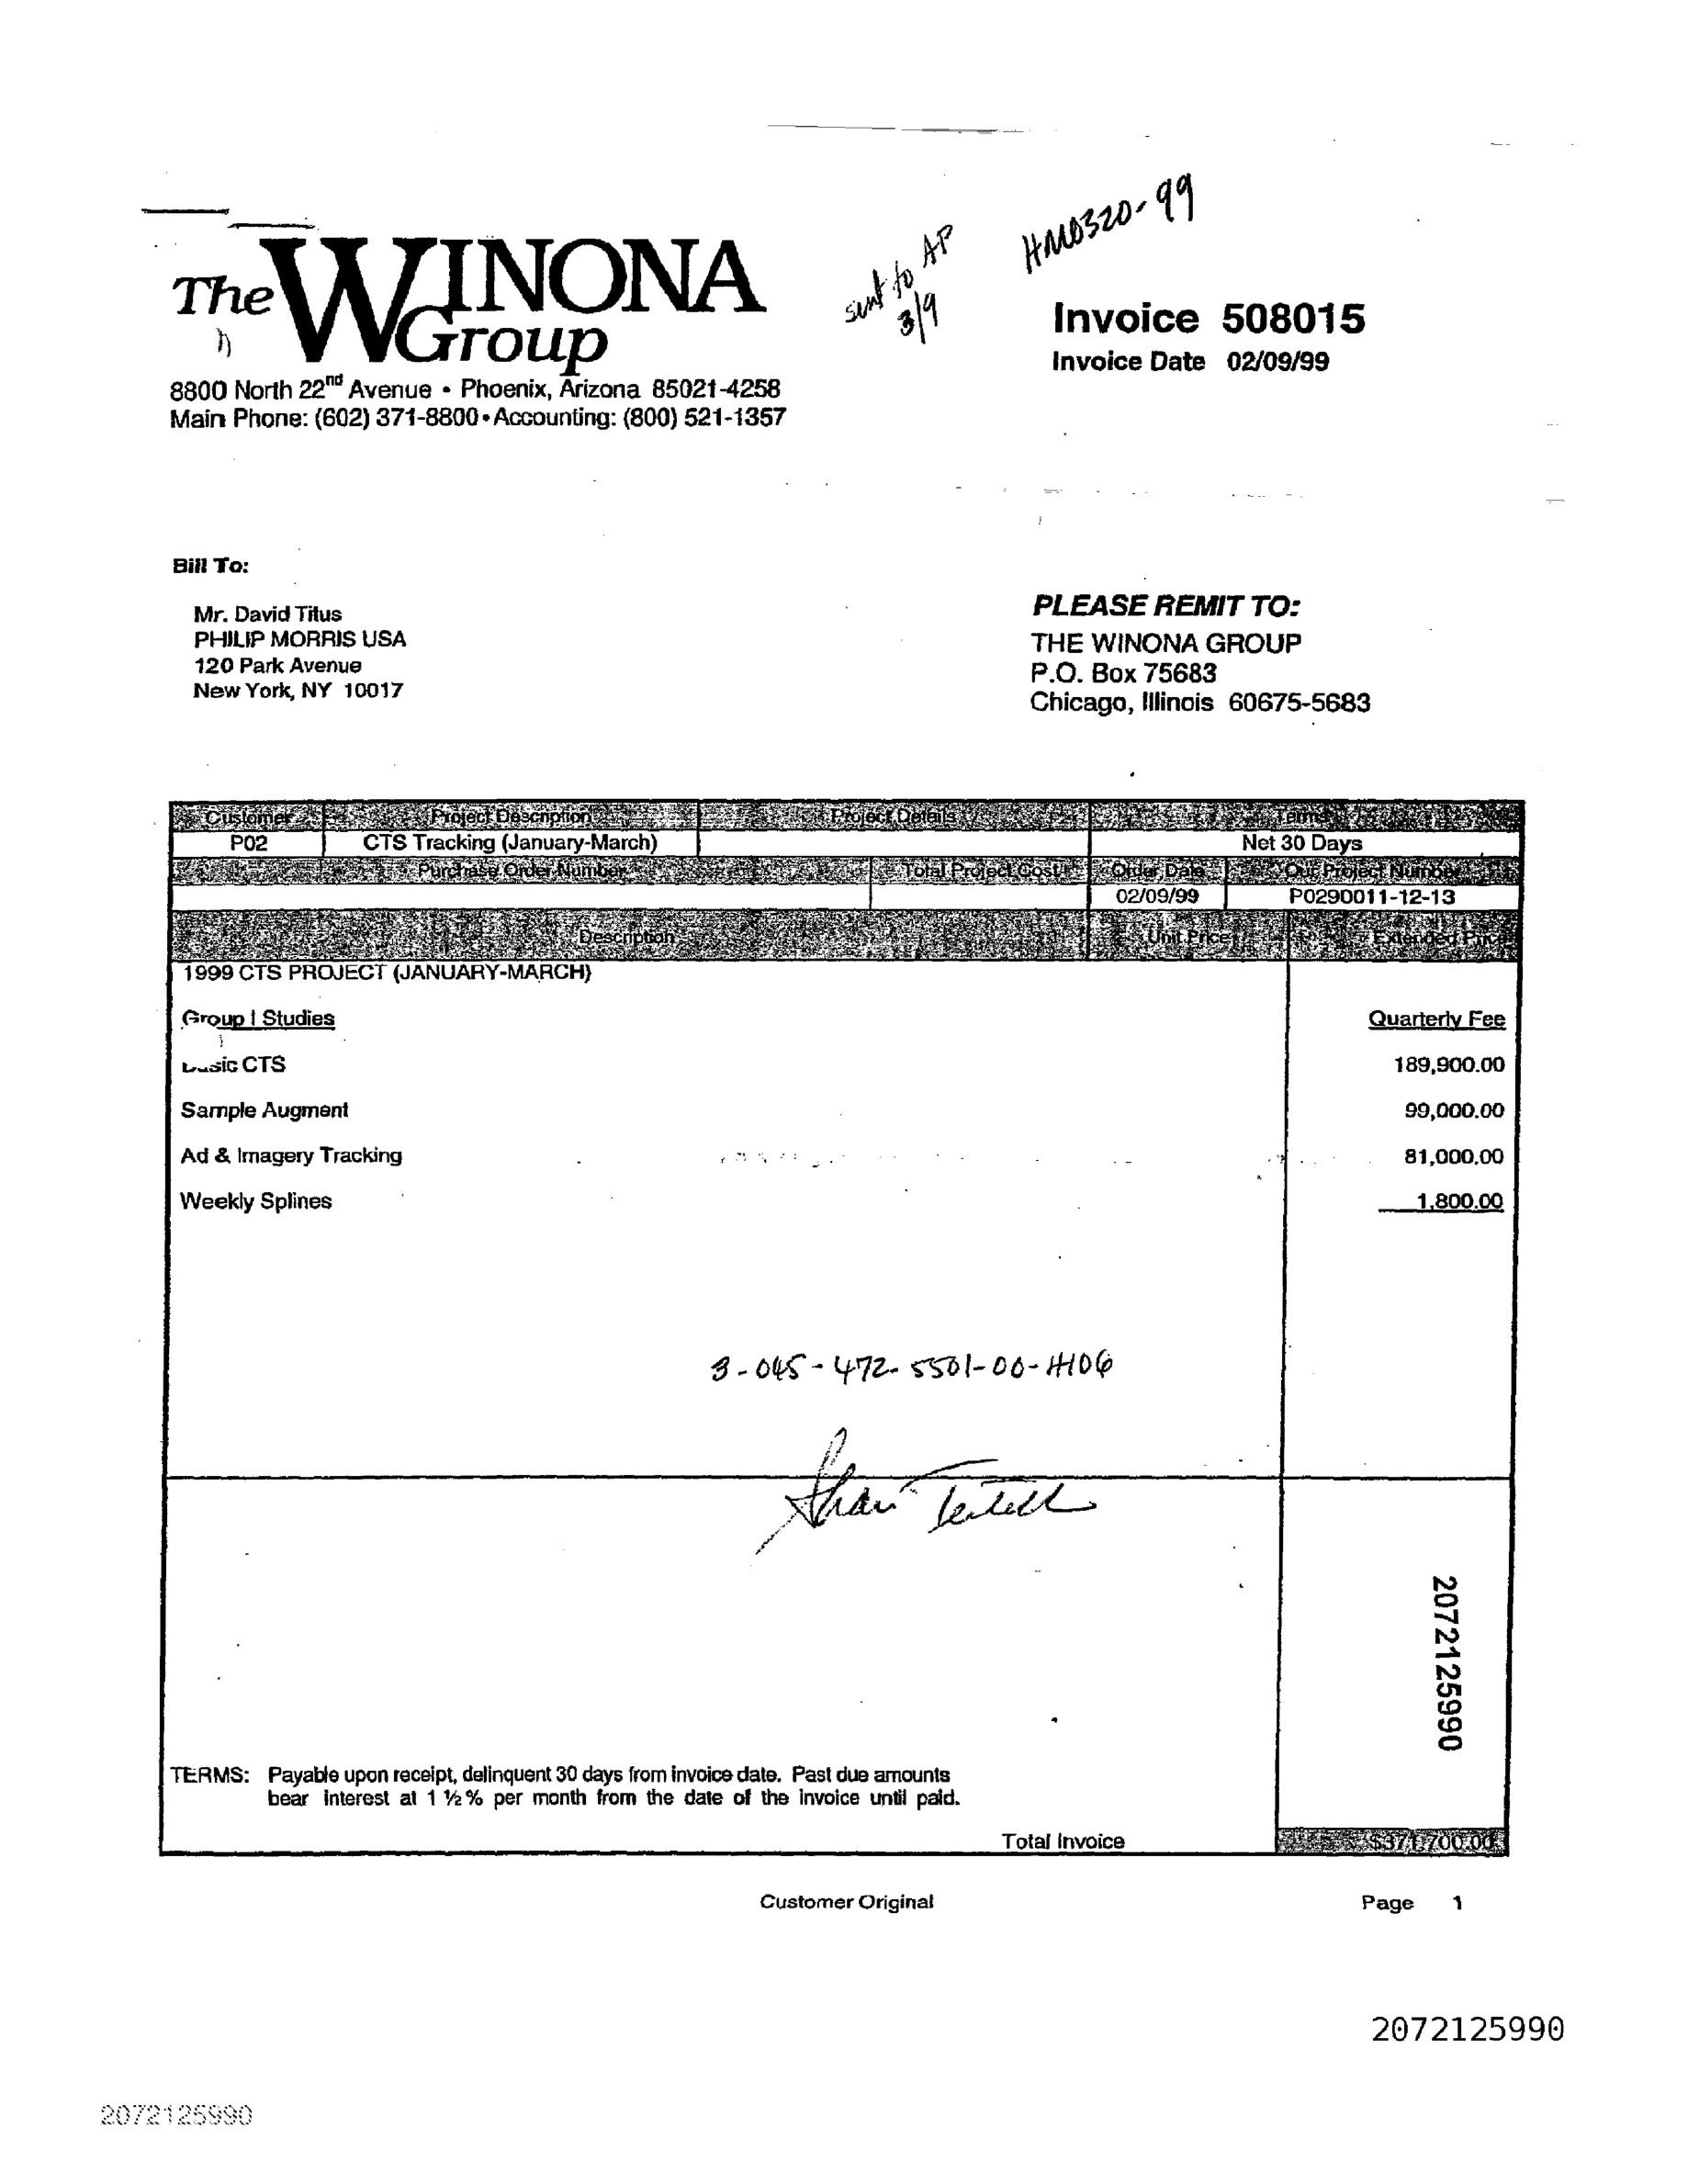 HM0320-99
sent to AP
3/9
The WINONA Group
Invoice 508015
Invoice Date 02/09/99
8800 North 22nd Avenue • Phoenix, Arizona 85021-4258
Main Phone: (602) 371-8800 • Accounting: (800) 521-1357
Bill To:
Mr. David Titus
PHILIP MORRIS USA
120 Park Avenue
New York, NY 10017
PLEASE REMIT TO:
THE WINONA GROUP
P.O. Box 75683
Chicago, Illinois 60675-5683
Customer Project Description Project Details Terms
P02 CTS Tracking (January-March) Net 30 Days
Purchase Order Number Total Project Cost Order Date Our Project Number
02/09/99 P0290011-12-13
Description Unit Price Extended Price
1999 CTS PROJECT (JANUARY-MARCH)
Group I Studies Quarterly Fee
Basic CTS 189,900.00
Sample Augment 99,000.00
Ad & Imagery Tracking 81,000.00
Weekly Splines 1,800.00
3-045-472-5501-00-H106
2072125990
TERMS: Payable upon receipt, delinquent 30 days from invoice date. Past due amounts
bear interest at 1 ½% per month from the date of the invoice until paid.
Total Invoice $371,700.00
Customer Original Page 1
2072125990
2072125990